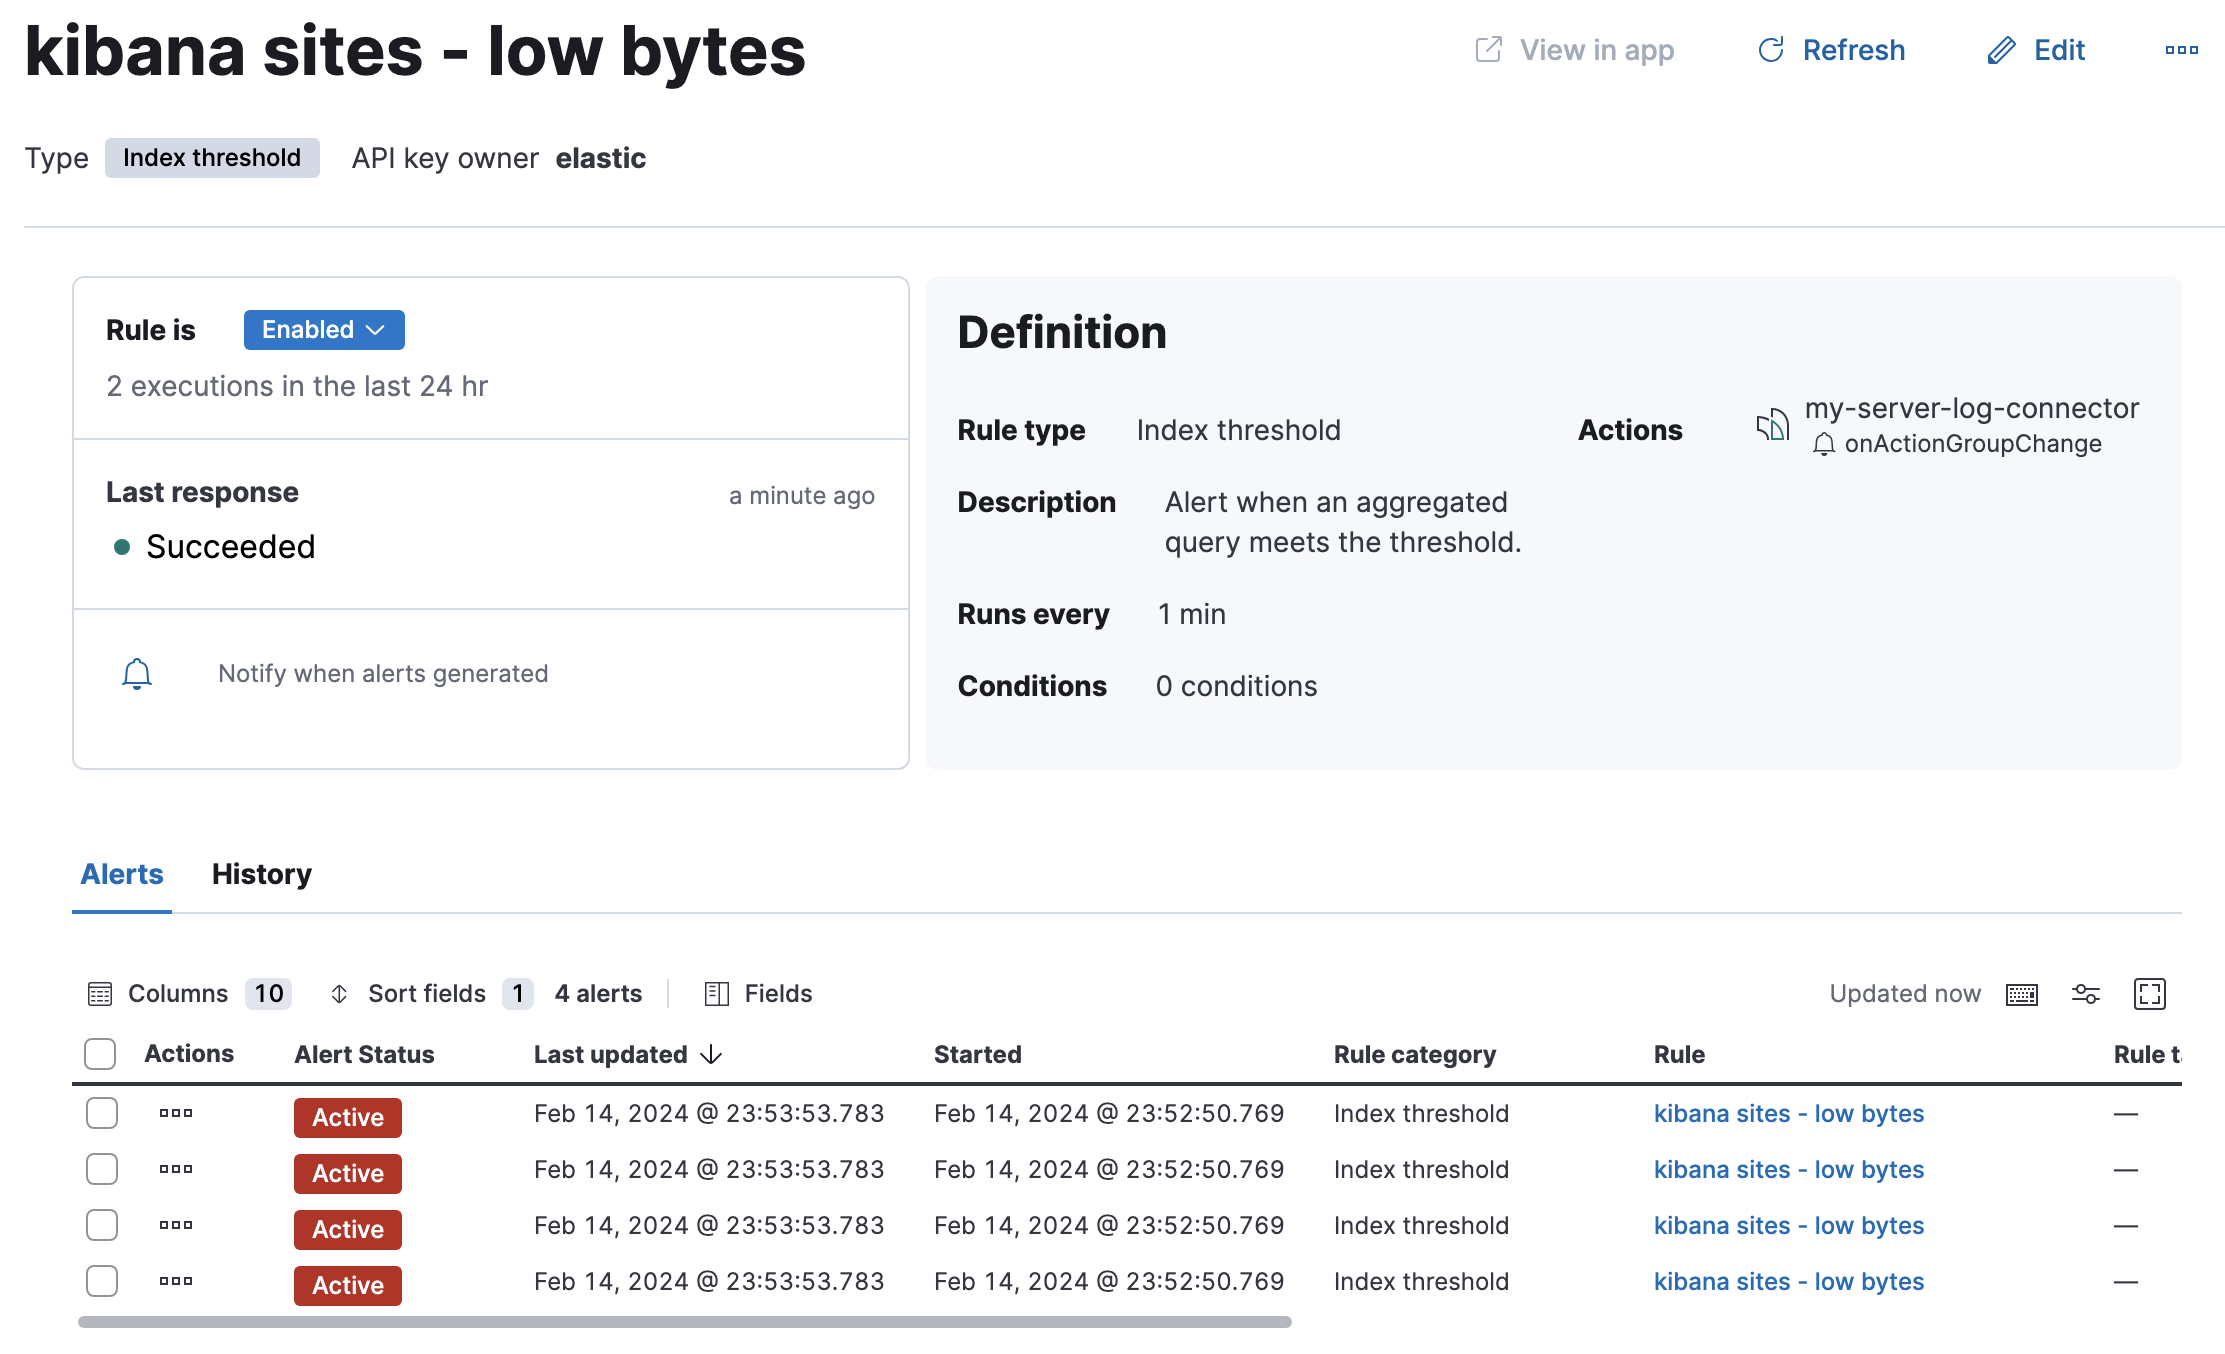 kibana sites - low bytes
View in app Refresh Edit
Type Index threshold API key owner elastic
Rule is Enabled
2 executions in the last 24 hr
Last response a minute ago
Succeeded
Notify when alerts generated
Definition
Rule type Index threshold
Description Alert when an aggregated
query meets the threshold.
Runs every 1 min
Conditions 0 conditions
Actions my-server-log-connector
onActionGroupChange
Alerts History
Columns 10 Sort fields 1 4 alerts Fields Updated now
Actions Alert Status Last updated Started Rule category Rule Rule t
Active Feb 14, 2024 @ 23:53:53.783 Feb 14, 2024 @ 23:52:50.769 Index threshold kibana sites - low bytes —
Active Feb 14, 2024 @ 23:53:53.783 Feb 14, 2024 @ 23:52:50.769 Index threshold kibana sites - low bytes —
Active Feb 14, 2024 @ 23:53:53.783 Feb 14, 2024 @ 23:52:50.769 Index threshold kibana sites - low bytes —
Active Feb 14, 2024 @ 23:53:53.783 Feb 14, 2024 @ 23:52:50.769 Index threshold kibana sites - low bytes —